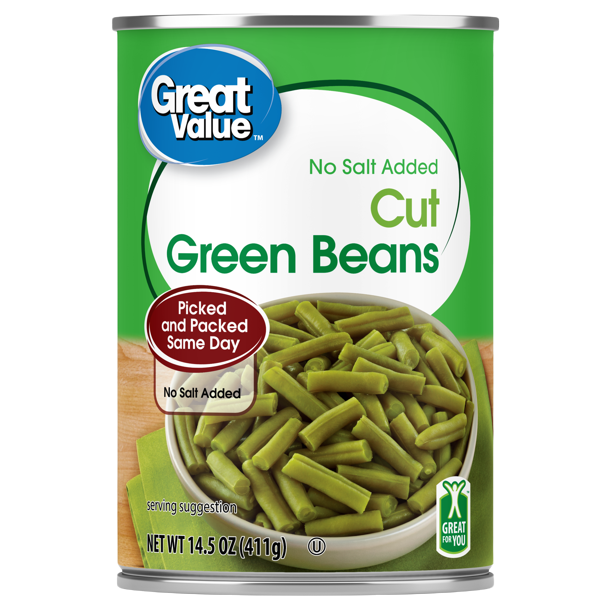 Great
Value™
No Salt Added
Cut
Green Beans
Picked
and Packed
Same Day
No Salt Added
serving suggestion
NET WT 14.5 OZ (411g)
U
GREAT
FOR YOU